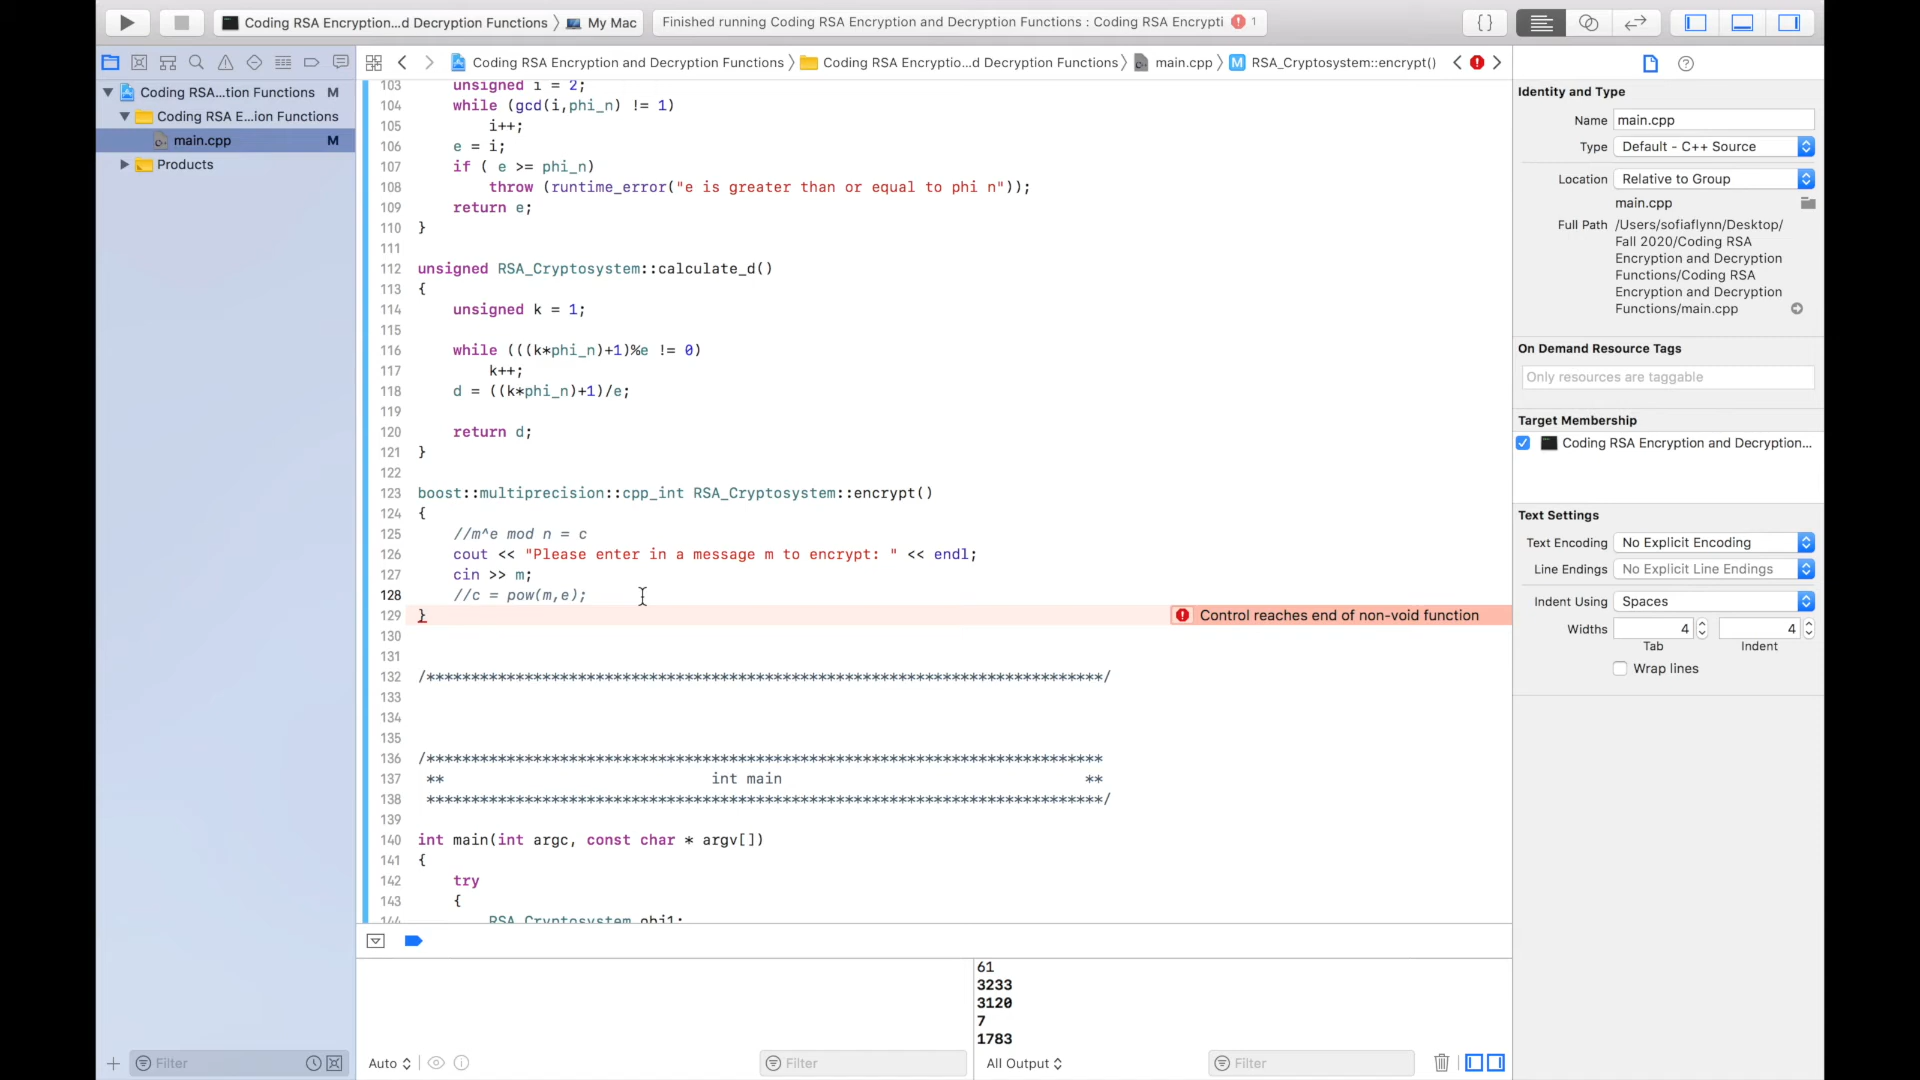 Coding RSA Encryption...d Decryption Functions 〉 My Mac
Finished running Coding RSA Encryption and Decryption Functions : Coding RSA Encrypti 1
{ }
Coding RSA Encryption and Decryption Functions 〉 Coding RSA Encryptio...d Decryption Functions 〉 main.cpp 〉 M RSA_Cryptosystem::encrypt()
Coding RSA...tion Functions M
Coding RSA E...ion Functions
main.cpp M
Products
103 unsigned i = 2;
104 while (gcd(i,phi_n) != 1)
105 i++;
106 e = i;
107 if ( e >= phi_n)
108 throw (runtime_error("e is greater than or equal to phi n"));
109 return e;
110 }
111
112 unsigned RSA_Cryptosystem::calculate_d()
113 {
114 unsigned k = 1;
115
116 while (((k*phi_n)+1)%e != 0)
117 k++;
118 d = ((k*phi_n)+1)/e;
119
120 return d;
121 }
122
123 boost::multiprecision::cpp_int RSA_Cryptosystem::encrypt()
124 {
125 //m^e mod n = c
126 cout << "Please enter in a message m to encrypt: " << endl;
127 cin >> m;
128 //c = pow(m,e);
129 } Control reaches end of non-void function
130
131
132 /****************************************************************************/
133
134
135
136 /****************************************************************************
137 ** int main **
138 ****************************************************************************/
139
140 int main(int argc, const char * argv[])
141 {
142 try
143 {
144 RSA_Cryptosystem obj1;
61
3233
3120
7
1783
Filter
Auto
Filter
All Output
Filter
Identity and Type
Name main.cpp
Type Default - C++ Source
Location Relative to Group
main.cpp
Full Path /Users/sofiaflynn/Desktop/
Fall 2020/Coding RSA
Encryption and Decryption
Functions/Coding RSA
Encryption and Decryption
Functions/main.cpp
On Demand Resource Tags
Only resources are taggable
Target Membership
Coding RSA Encryption and Decryption...
Text Settings
Text Encoding No Explicit Encoding
Line Endings No Explicit Line Endings
Indent Using Spaces
Widths 4 4
Tab Indent
Wrap lines